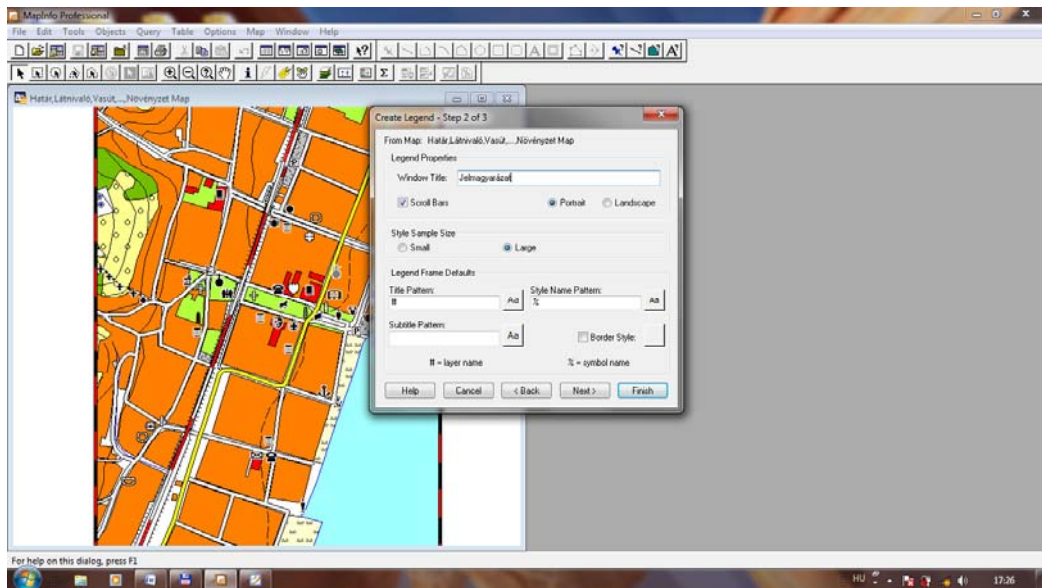 MapInfo Professional
File Edit Tools Objects Query Table Options Map Window Help
Határ,Látnivaló,Vasút,...,Növényzet Map
Create Legend - Step 2 of 3
From Map: Határ,Látnivaló,Vasút,...,Növényzet Map
Legend Properties
Window Title: Jelmagyarázat
Scroll Bars Portrait Landscape
Style Sample Size
Small Large
Legend Frame Defaults
Title Pattern: Style Name Pattern:
# Aa % Aa
Subtitle Pattern:
Aa Border Style:
# = layer name % = symbol name
Help Cancel < Back Next > Finish
For help on this dialog, press F1
HU 17:26